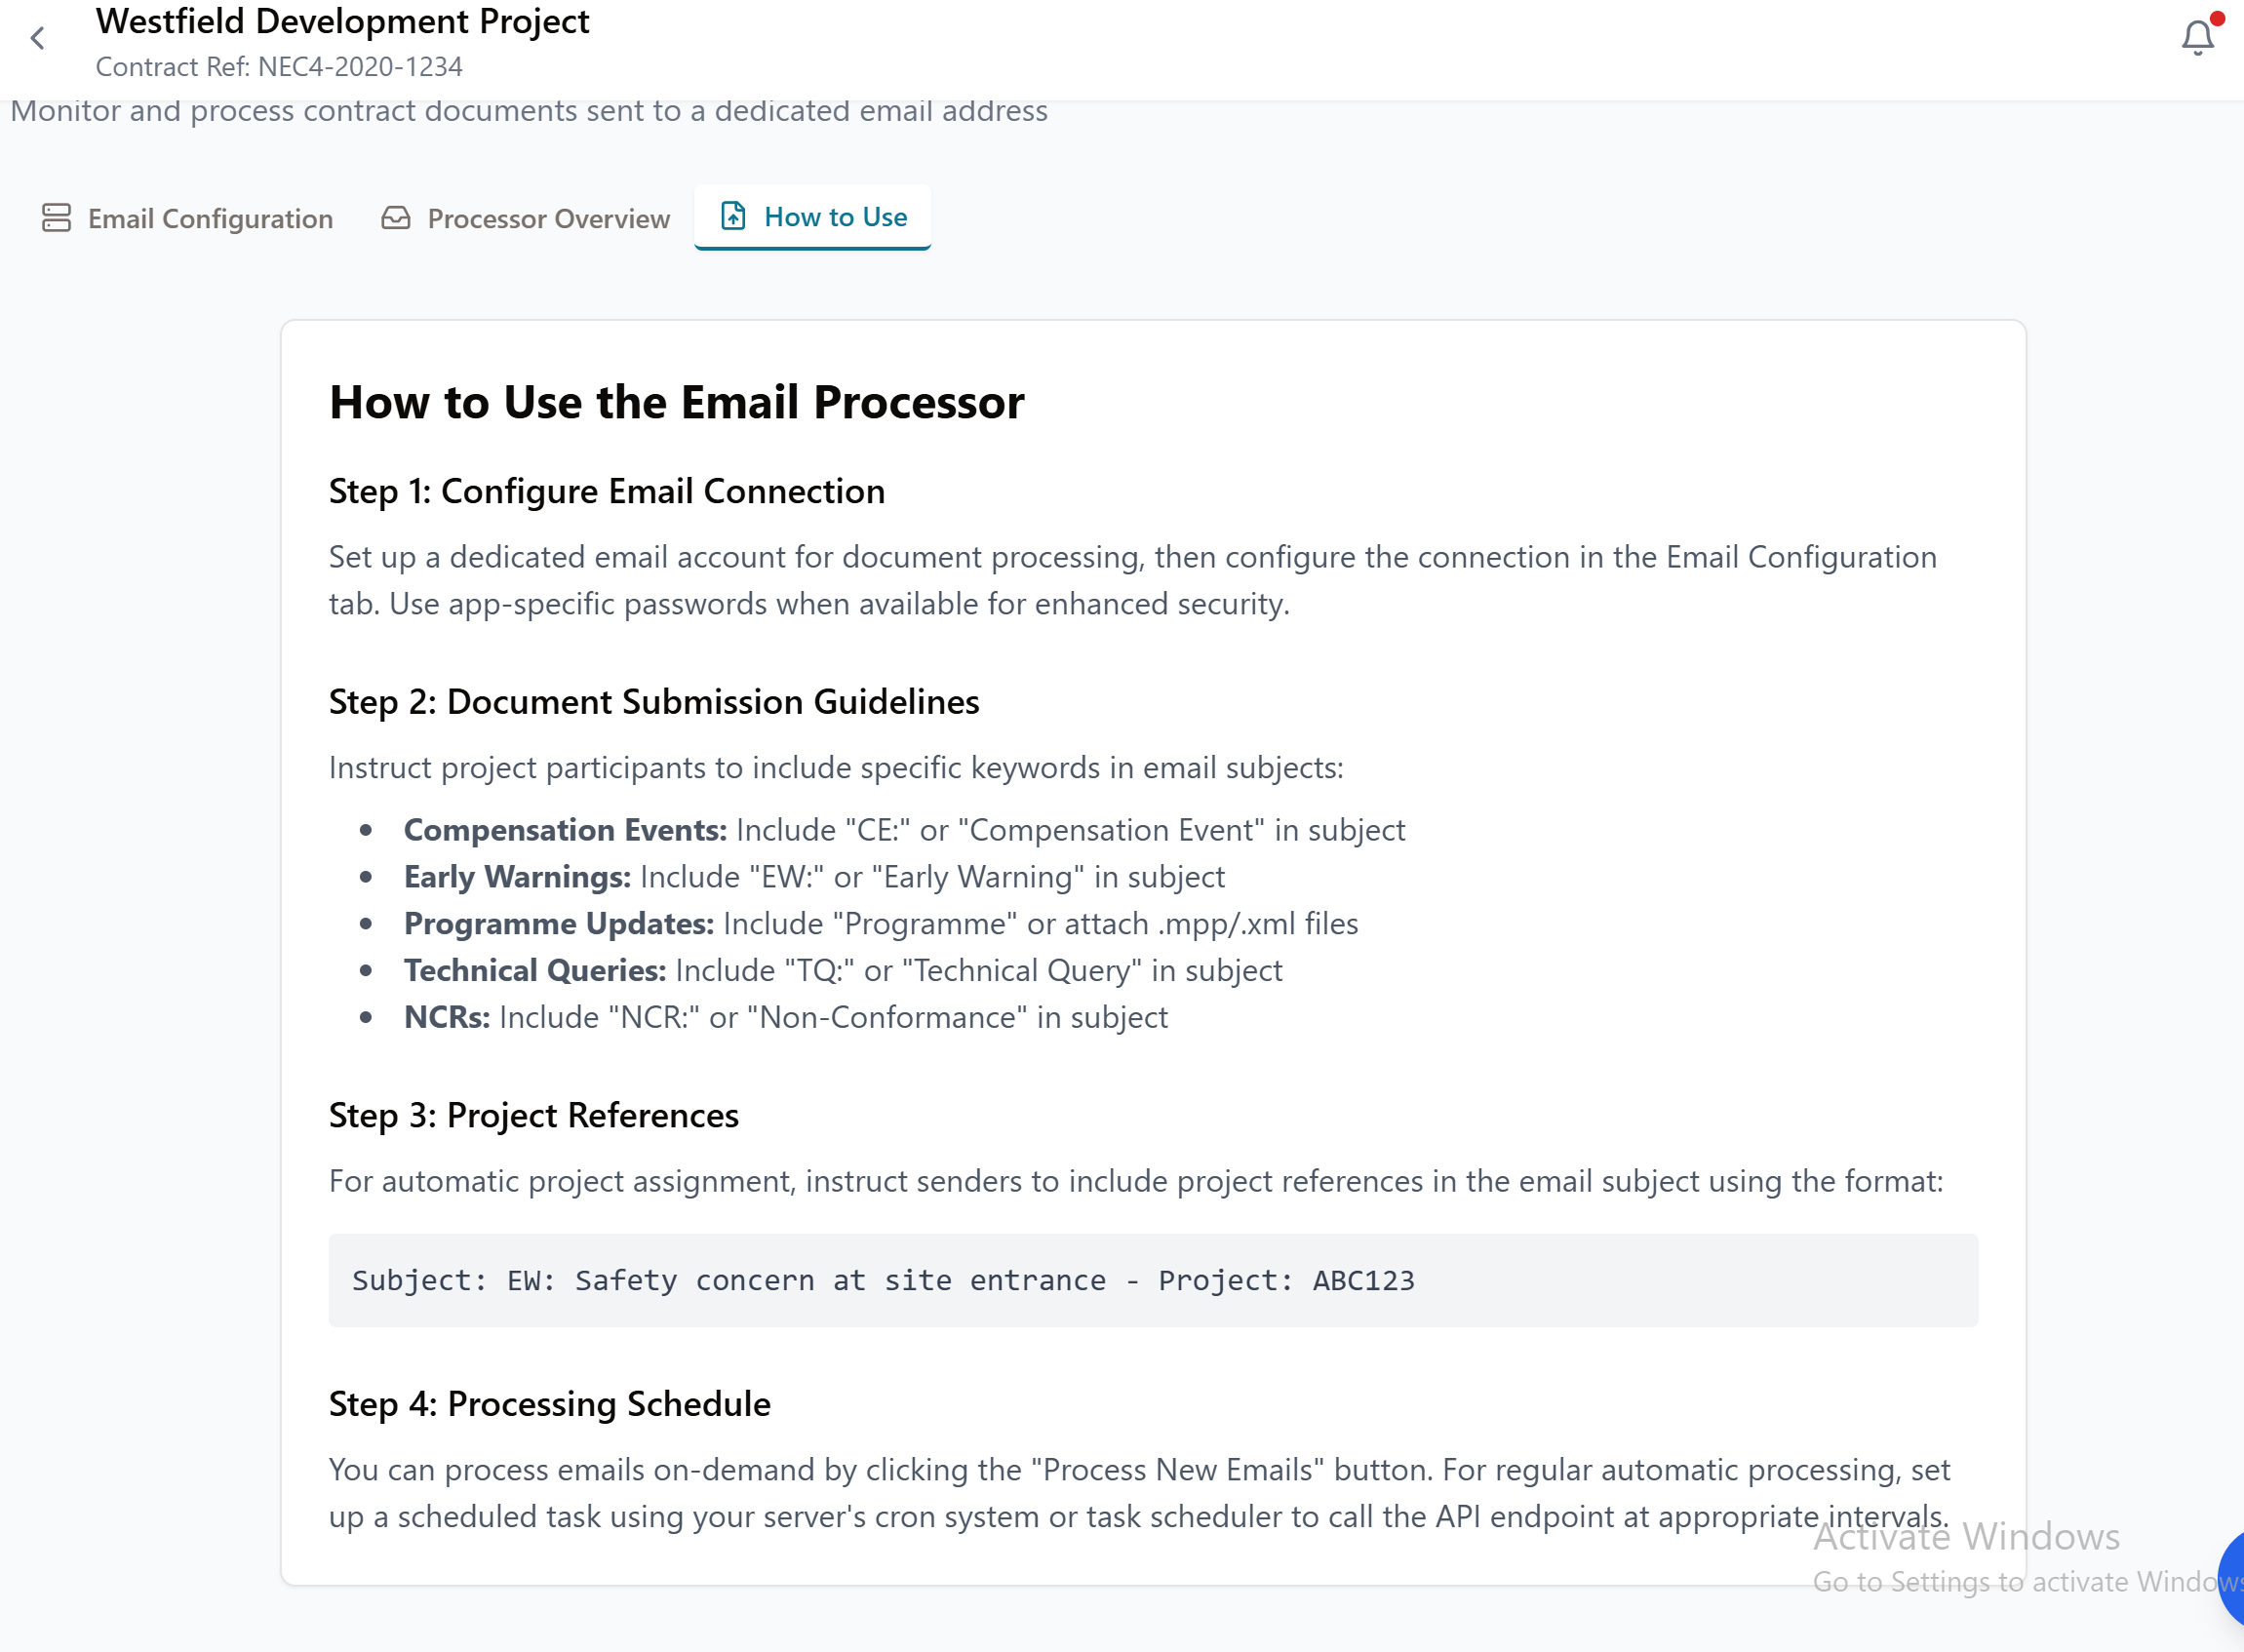 Westfield Development Project
Contract Ref: NEC4-2020-1234
Monitor and process contract documents sent to a dedicated email address
Email Configuration
Processor Overview
How to Use
How to Use the Email Processor
Step 1: Configure Email Connection
Set up a dedicated email account for document processing, then configure the connection in the Email Configuration
tab. Use app-specific passwords when available for enhanced security.
Step 2: Document Submission Guidelines
Instruct project participants to include specific keywords in email subjects:
Compensation Events: Include "CE:" or "Compensation Event" in subject
Early Warnings: Include "EW:" or "Early Warning" in subject
Programme Updates: Include "Programme" or attach .mpp/.xml files
Technical Queries: Include "TQ:" or "Technical Query" in subject
NCRs: Include "NCR:" or "Non-Conformance" in subject
Step 3: Project References
For automatic project assignment, instruct senders to include project references in the email subject using the format:
Subject: EW: Safety concern at site entrance - Project: ABC123
Step 4: Processing Schedule
You can process emails on-demand by clicking the "Process New Emails" button. For regular automatic processing, set
up a scheduled task using your server's cron system or task scheduler to call the API endpoint at appropriate intervals.
Activate Windows
Go to Settings to activate Windows